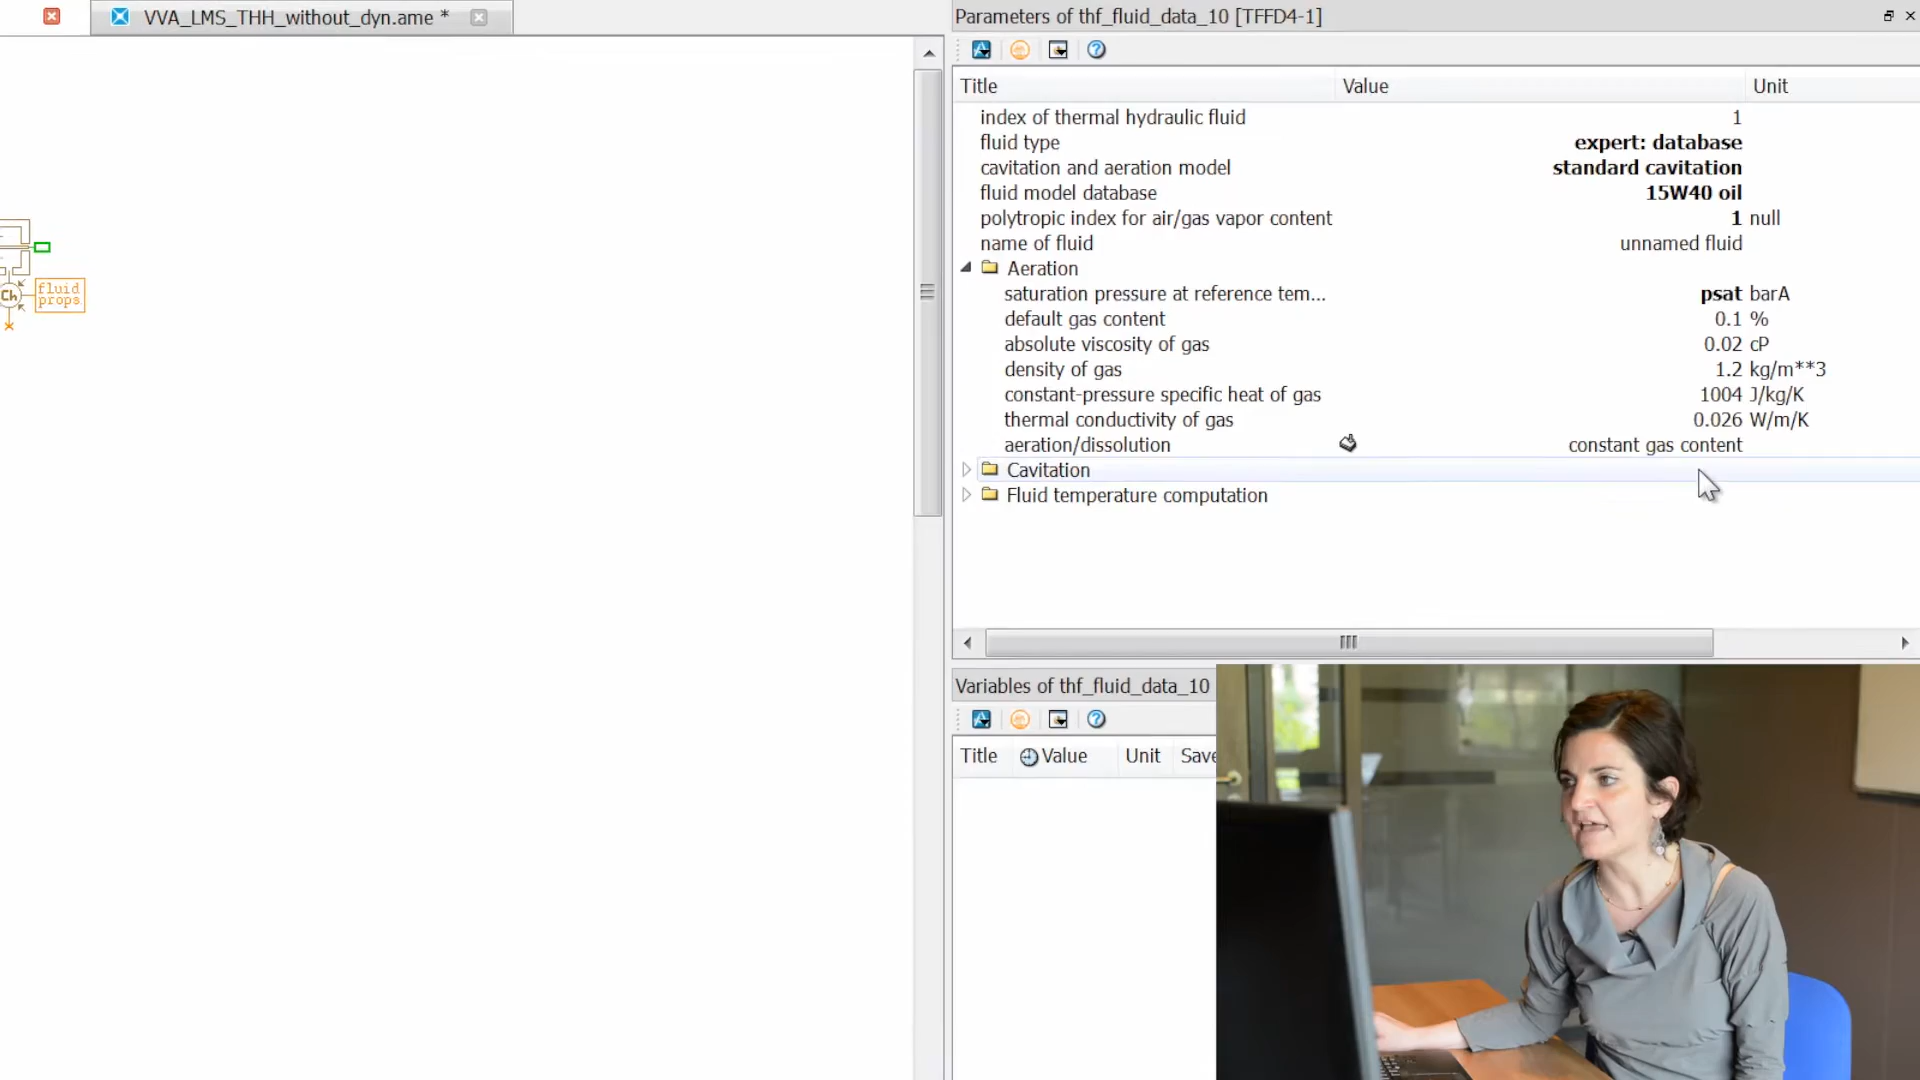 VVA_LMS_THH_without_dyn.ame *
Ch
fluid
props
Parameters of thf_fluid_data_10 [TFFD4-1]
Title Value Unit
index of thermal hydraulic fluid 1
fluid type expert: database
cavitation and aeration model standard cavitation
fluid model database 15W40 oil
polytropic index for air/gas vapor content 1 null
name of fluid unnamed fluid
Aeration
saturation pressure at reference tem... psat barA
default gas content 0.1 %
absolute viscosity of gas 0.02 cP
density of gas 1.2 kg/m**3
constant-pressure specific heat of gas 1004 J/kg/K
thermal conductivity of gas 0.026 W/m/K
aeration/dissolution constant gas content
Cavitation
Fluid temperature computation
Variables of thf_fluid_data_10
Title Value Unit Save